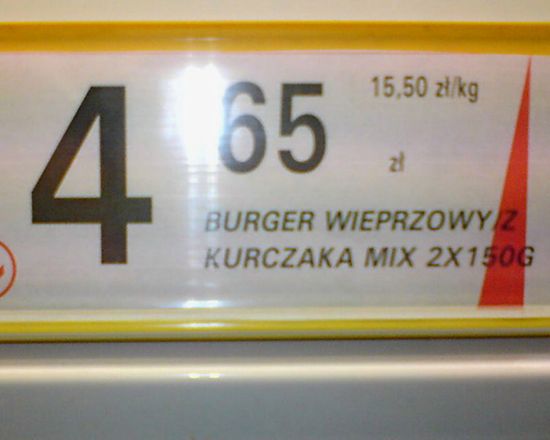 4 65 zł
15,50 zł/kg
BURGER WIEPRZOWY/Z
KURCZAKA MIX 2X150G